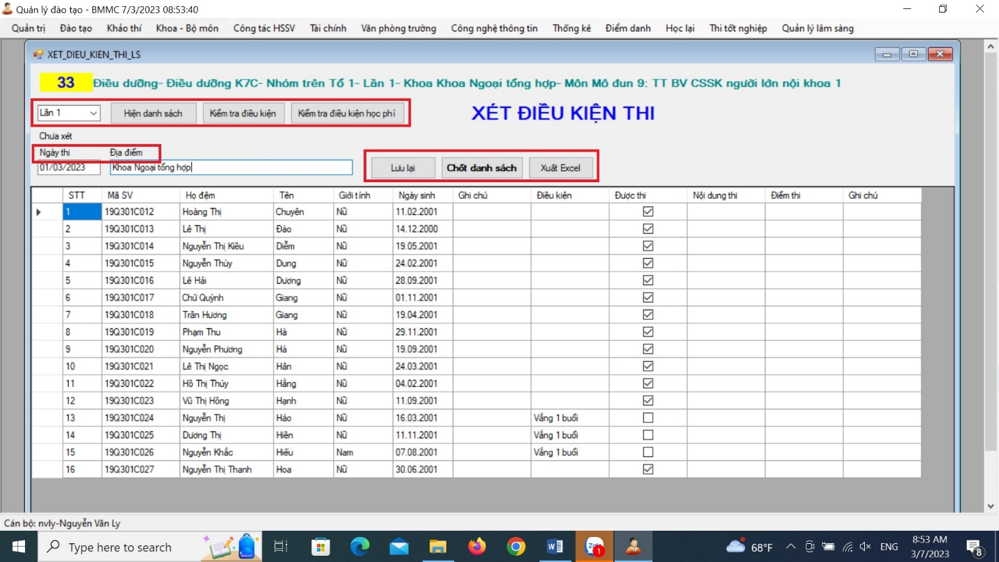 Quản lý đào tạo - BMMC 7/3/2023 08:53:40
Quản trị Đào tạo Khảo thí Khoa - Bộ môn Công tác HSSV Tài chính Văn phòng trường Công nghệ thông tin Thống kê Điểm danh Học lại Thi tốt nghiệp Quản lý lâm sàng
XET_DIEU_KIEN_THI_LS
33 Điều dưỡng- Điều dưỡng K7C- Nhóm trên Tổ 1- Lần 1- Khoa Khoa Ngoại tổng hợp- Môn Mô đun 9: TT BV CSSK người lớn nội khoa 1
Lần 1 Hiện danh sách Kiểm tra điều kiện Kiểm tra điều kiện học phí XÉT ĐIỀU KIỆN THI
Chưa xét
Ngày thi Địa điểm
01/03/2023 Khoa Ngoại tổng hợp Lưu lại Chốt danh sách Xuất Excel
STT Mã SV Họ đệm Tên Giới tính Ngày sinh Ghi chú Điều kiện Được thi Nội dung thi Điểm thi Ghi chú
1 19Q301C012 Hoàng Thị Chuyên Nữ 11.02.2001
2 19Q301C013 Lê Thị Đào Nữ 14.12.2000
3 19Q301C014 Nguyễn Thị Kiều Diễm Nữ 19.05.2001
4 19Q301C015 Nguyễn Thùy Dung Nữ 24.02.2001
5 19Q301C016 Lê Hải Dương Nữ 28.09.2001
6 19Q301C017 Chử Quỳnh Giang Nữ 01.11.2001
7 19Q301C018 Trần Hương Giang Nữ 19.04.2001
8 19Q301C019 Phạm Thu Hà Nữ 29.11.2001
9 19Q301C020 Nguyễn Phương Hà Nữ 19.09.2001
10 19Q301C021 Lê Thị Ngọc Hân Nữ 24.03.2001
11 19Q301C022 Hồ Thị Thúy Hằng Nữ 04.02.2001
12 19Q301C023 Vũ Thị Hồng Hạnh Nữ 11.09.2001
13 19Q301C024 Nguyễn Thị Hảo Nữ 16.03.2001 Vắng 1 buổi
14 19Q301C025 Dương Thị Hiền Nữ 11.11.2001 Vắng 1 buổi
15 19Q301C026 Nguyễn Khắc Hiếu Nam 07.08.2001 Vắng 1 buổi
16 19Q301C027 Nguyễn Thị Thanh Hoa Nữ 30.06.2001
Cán bộ: nvly-Nguyễn Văn Ly
Type here to search 1 68°F ENG 8:53 AM 8
3/7/2023